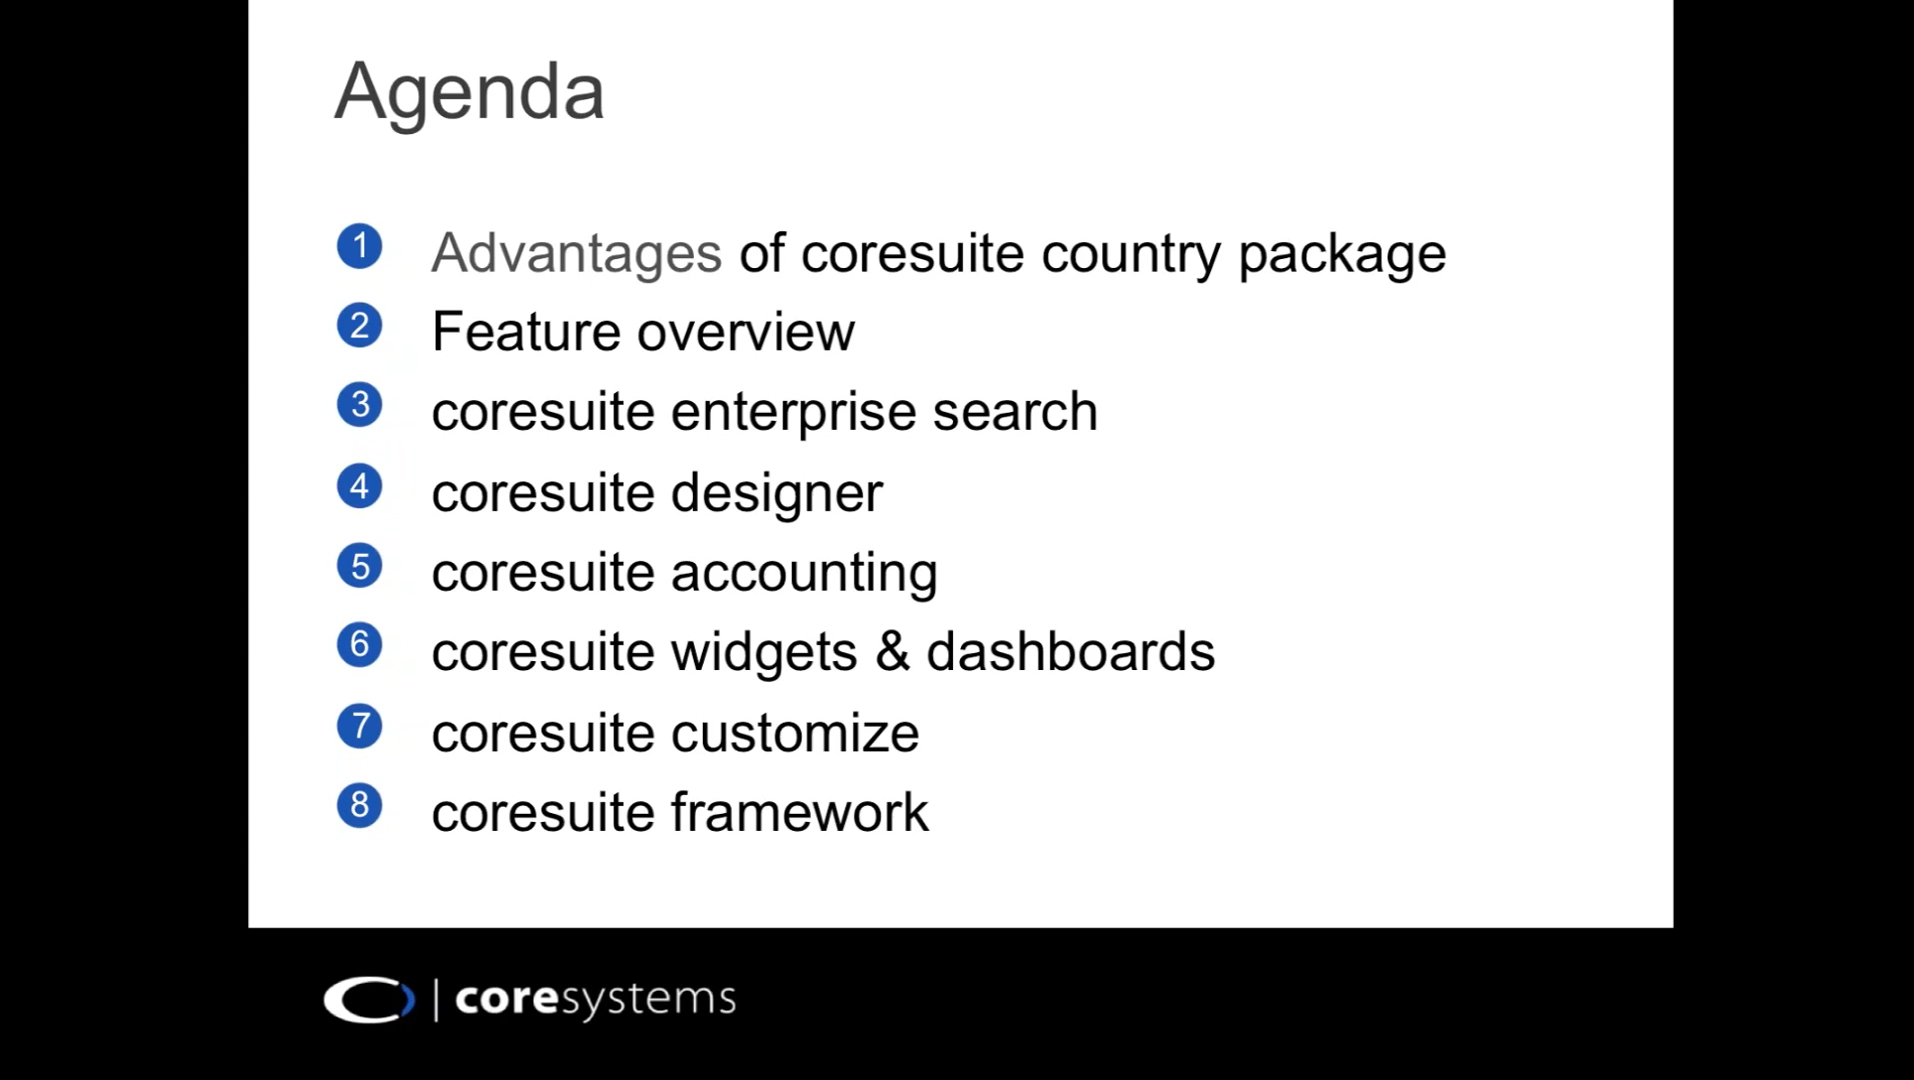 Agenda
1 Advantages of coresuite country package
2 Feature overview
3 coresuite enterprise search
4 coresuite designer
5 coresuite accounting
6 coresuite widgets & dashboards
7 coresuite customize
8 coresuite framework
coresystems